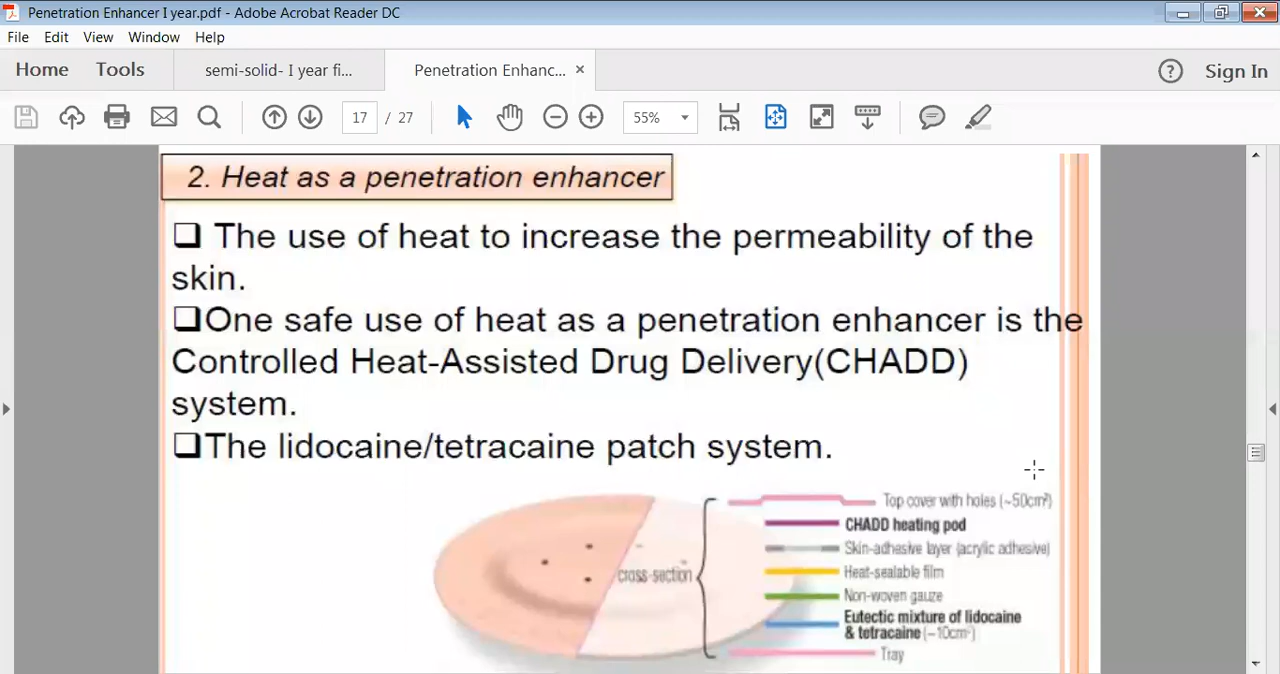 Penetration Enhancer I year.pdf - Adobe Acrobat Reader DC
File Edit View Window Help
Home Tools semi-solid- I year fi... Penetration Enhanc... × ? Sign In
17 / 27 55%
2. Heat as a penetration enhancer
❑ The use of heat to increase the permeability of the
skin.
❑One safe use of heat as a penetration enhancer is the
Controlled Heat-Assisted Drug Delivery(CHADD)
system.
❑The lidocaine/tetracaine patch system.
cross-section
Top cover with holes (~50cm²)
CHADD heating pod
Skin-adhesive layer (acrylic adhesive)
Heat-sealable film
Non-woven gauze
Eutectic mixture of lidocaine
& tetracaine (~10cm²)
Tray